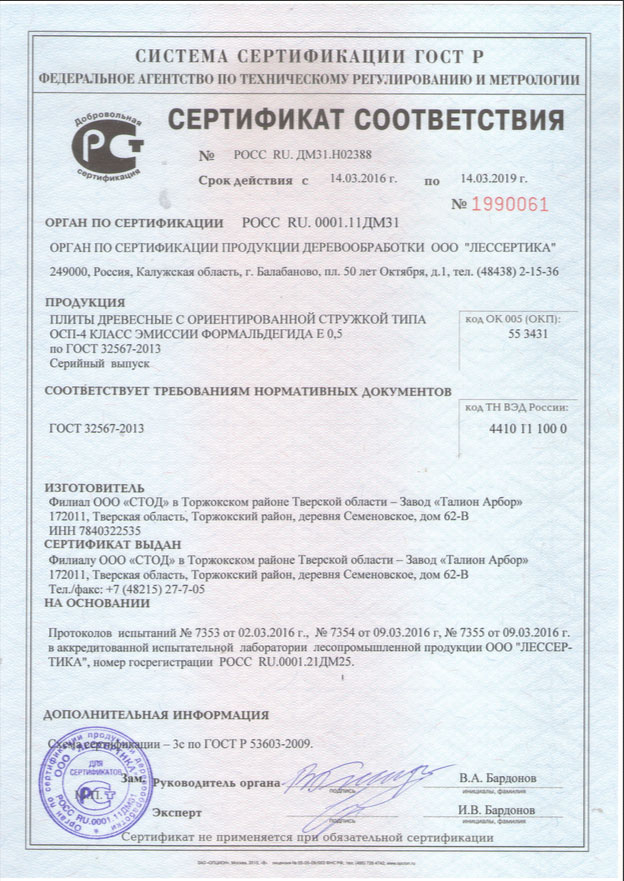 СИСТЕМА СЕРТИФИКАЦИИ ГОСТ Р
ФЕДЕРАЛЬНОЕ АГЕНТСТВО ПО ТЕХНИЧЕСКОМУ РЕГУЛИРОВАНИЮ И МЕТРОЛОГИИ
Добровольная
сертификация
СЕРТИФИКАТ СООТВЕТСТВИЯ
№ РОСС RU. ДМ31.Н02388
Срок действия с 14.03.2016 г. по 14.03.2019 г.
№ 1990061
ОРГАН ПО СЕРТИФИКАЦИИ РОСС RU. 0001.11ДМ31
ОРГАН ПО СЕРТИФИКАЦИИ ПРОДУКЦИИ ДЕРЕВООБРАБОТКИ ООО "ЛЕССЕРТИКА"
249000, Россия, Калужская область, г. Балабаново, пл. 50 лет Октября, д.1, тел. (48438) 2-15-36
ПРОДУКЦИЯ
ПЛИТЫ ДРЕВЕСНЫЕ С ОРИЕНТИРОВАННОЙ СТРУЖКОЙ ТИПА
ОСП-4 КЛАСС ЭМИССИИ ФОРМАЛЬДЕГИДА Е 0,5
по ГОСТ 32567-2013
Серийный выпуск
код ОК 005 (ОКП):
55 3431
СООТВЕТСТВУЕТ ТРЕБОВАНИЯМ НОРМАТИВНЫХ ДОКУМЕНТОВ
код ТН ВЭД России:
4410 11 100 0
ГОСТ 32567-2013
ИЗГОТОВИТЕЛЬ
Филиал ООО «СТОД» в Торжокском районе Тверской области – Завод «Талион Арбор»
172011, Тверская область, Торжокский район, деревня Семеновское, дом 62-В
ИНН 7840322535
СЕРТИФИКАТ ВЫДАН
Филиалу ООО «СТОД» в Торжокском районе Тверской области – Завод «Талион Арбор»
172011, Тверская область, Торжокский район, деревня Семеновское, дом 62-В
Тел./факс: +7 (48215) 27-7-05
НА ОСНОВАНИИ
Протоколов испытаний № 7353 от 02.03.2016 г., № 7354 от 09.03.2016 г, № 7355 от 09.03.2016 г.
в аккредитованной испытательной лаборатории лесопромышленной продукции ООО "ЛЕССЕР-
ТИКА", номер госрегистрации РОСС RU.0001.21ДМ25.
ДОПОЛНИТЕЛЬНАЯ ИНФОРМАЦИЯ
Схема сертификации – 3с по ГОСТ Р 53603-2009.
Орган по сертификации продукции деревообработки
ООО "ЛЕССЕРТИКА"
ДЛЯ
СЕРТИФИКАТОВ
РОСС RU.0001.11ДМ31
М.П.
Зам. Руководитель органа
подпись
В.А. Бардонов
инициалы, фамилия
Эксперт
подпись
И.В. Бардонов
инициалы, фамилия
Сертификат не применяется при обязательной сертификации